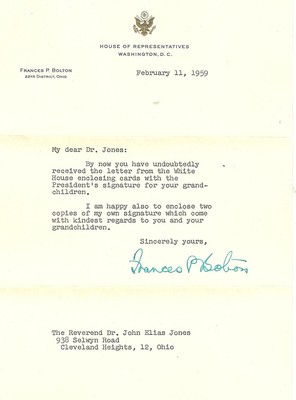 HOUSE OF REPRESENTATIVES
WASHINGTON, D.C.
FRANCES P. BOLTON
22D DISTRICT, OHIO
February 11, 1959
My dear Dr. Jones:
By now you have undoubtedly
received the letter from the White
House enclosing cards with the
President's signature for your grand-
children.
I am happy also to enclose two
copies of my own signature which come
with kindest regards to you and your
grandchildren.
Sincerely yours,
Frances P Bolton
The Reverend Dr. John Elias Jones
938 Selwyn Road
Cleveland Heights, 12, Ohio